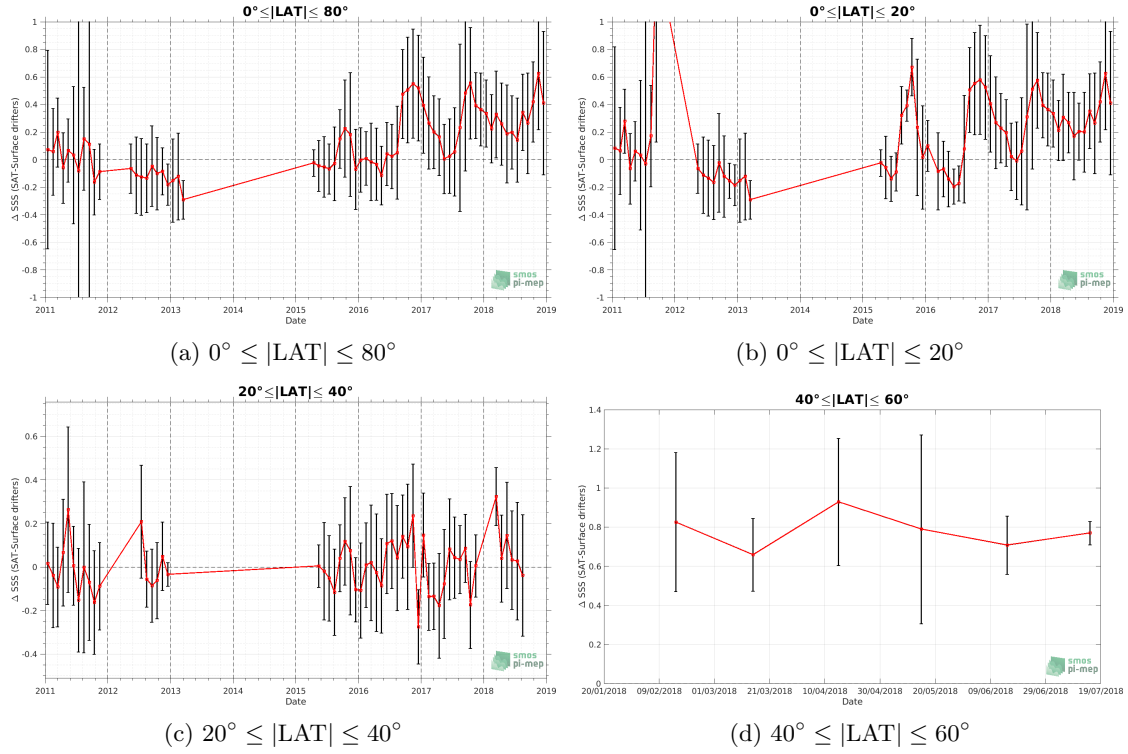 0°≤|LAT|≤ 80°
1
0.8
0.6
0.4
0.2
0
-0.2
-0.4
-0.6
-0.8
-1
Δ SSS (SAT-Surface drifters)
2011 2012 2013 2015 2016 2017 2018 2019
Date
smos
pi-mep
(a) 0° ≤ |LAT| ≤ 80°
0°≤|LAT|≤ 20°
1
0.8
0.6
0.4
0.2
0
-0.2
-0.4
-0.6
-0.8
-1
Δ SSS (SAT-Surface drifters)
2011 2012 2013 2015 2016 2017 2018 2019
Date
smos
pi-mep
(b) 0° ≤ |LAT| ≤ 20°
20°≤|LAT|≤ 40°
0.6
0.4
0.2
0
-0.2
-0.4
Δ SSS (SAT-Surface drifters)
2011 2012 2013 2015 2016 2017 2018 2019
Date
smos
pi-mep
(c) 20° ≤ |LAT| ≤ 40°
40°≤|LAT|≤ 60°
1.4
1.2
1
0.8
0.6
0.4
0.2
0
Δ SSS (SAT-Surface drifters)
20/01/2018 09/02/2018 01/03/2018 21/03/2018 10/04/2018 30/04/2018 20/05/2018 09/06/2018 29/06/2018 19/07/2018
Date
smos
pi-mep
(d) 40° ≤ |LAT| ≤ 60°